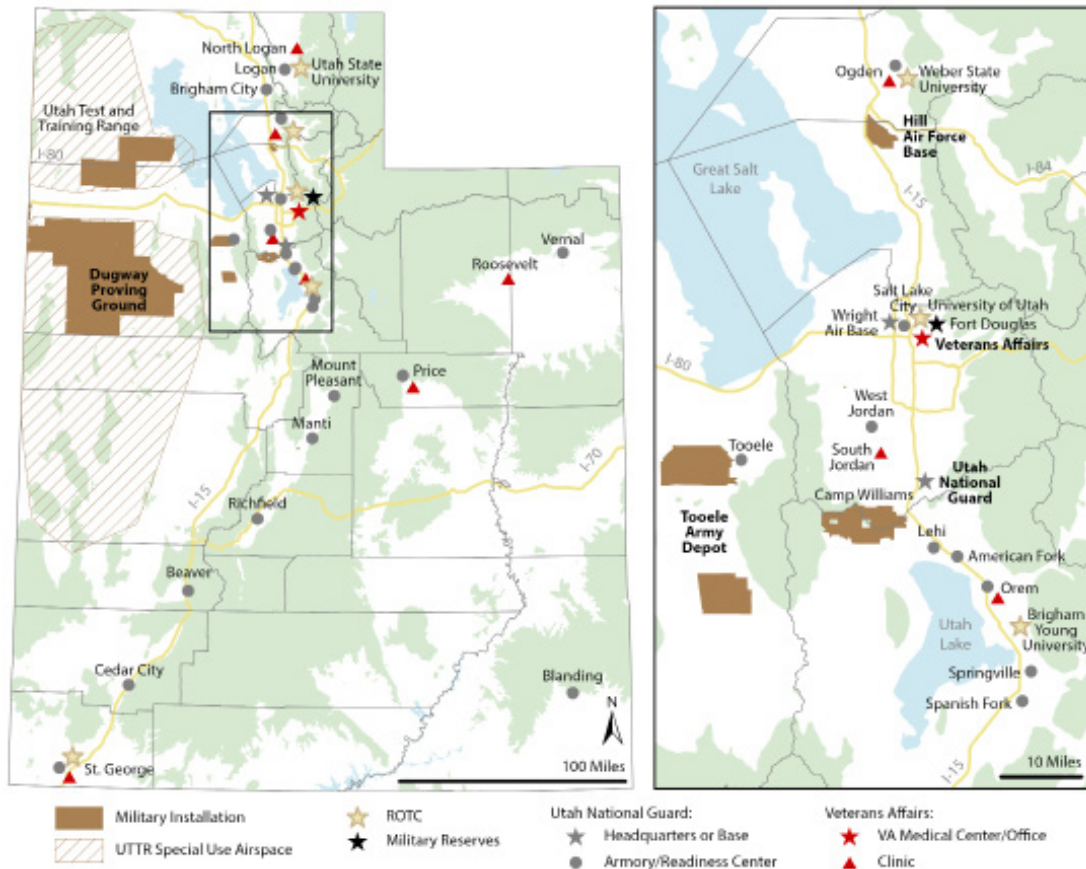 North Logan
Logan
Utah State
University
Brigham City
Utah Test and
Training Range
I-80
Dugway
Proving
Ground
Vernal
Roosevelt
Mount
Pleasant
Price
Manti
I-70
I-15
Richfield
Beaver
Cedar City
Blanding
N
St. George
100 Miles
Ogden
Weber State
University
Hill
Air Force
Base
I-84
Great Salt
Lake
I-15
Salt Lake
City
University of Utah
Wright
Air Base
Fort Douglas
Veterans Affairs
I-80
West
Jordan
Tooele
South
Jordan
Utah
National
Guard
Camp Williams
Tooele
Army
Depot
Lehi
American Fork
Orem
Utah
Lake
Brigham
Young
University
Springville
Spanish Fork
I-15
10 Miles
Military Installation
UTTR Special Use Airspace
ROTC
Military Reserves
Utah National Guard:
Headquarters or Base
Armory/Readiness Center
Veterans Affairs:
VA Medical Center/Office
Clinic